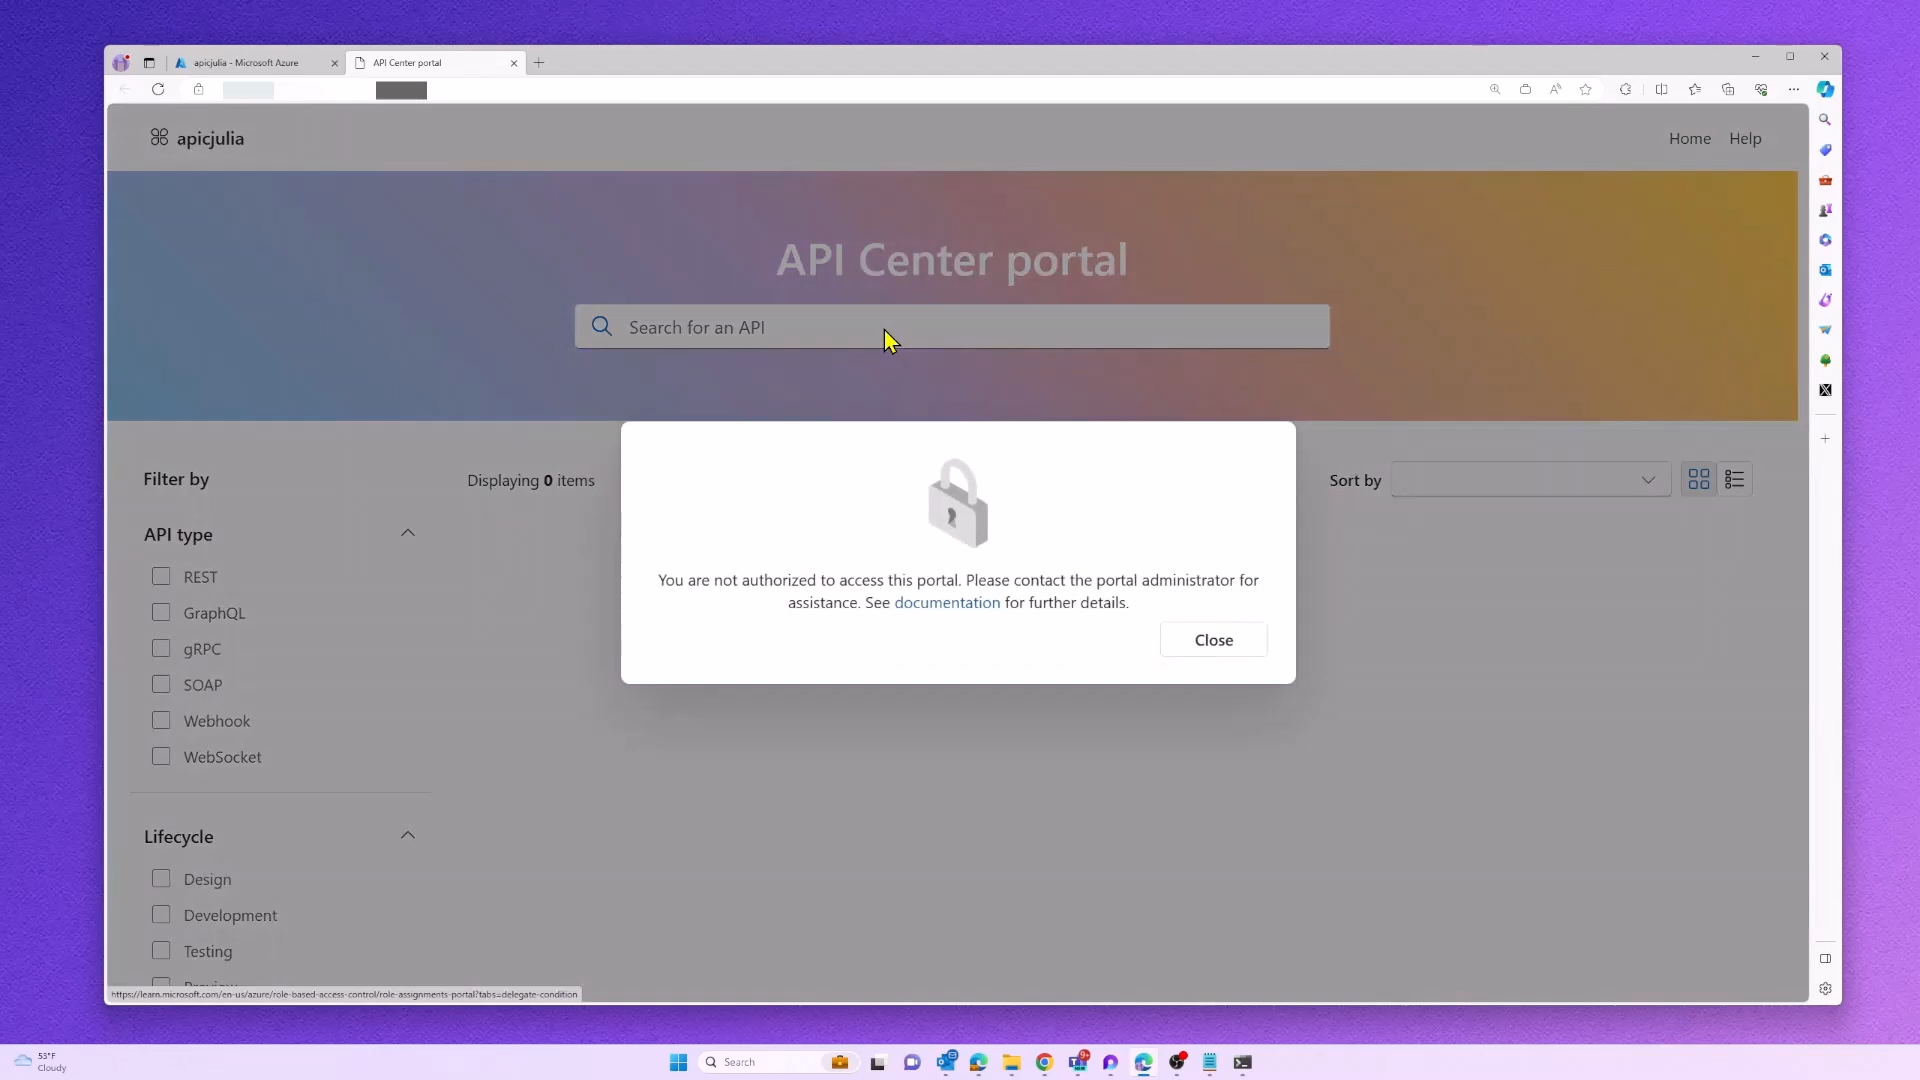 apicjulia - Microsoft Azure
API Center portal
apicjulia
Home
Help
API Center portal
Search for an API
Filter by
Displaying 0 items
Sort by
API type
REST
GraphQL
gRPC
SOAP
Webhook
WebSocket
You are not authorized to access this portal. Please contact the portal administrator for
assistance. See documentation for further details.
Close
Lifecycle
Design
Development
Testing
https://learn.microsoft.com/en-us/azure/role-based-access-control/role-assignments-portal?tabs=delegate-condition
53°F
Cloudy
Search
9+